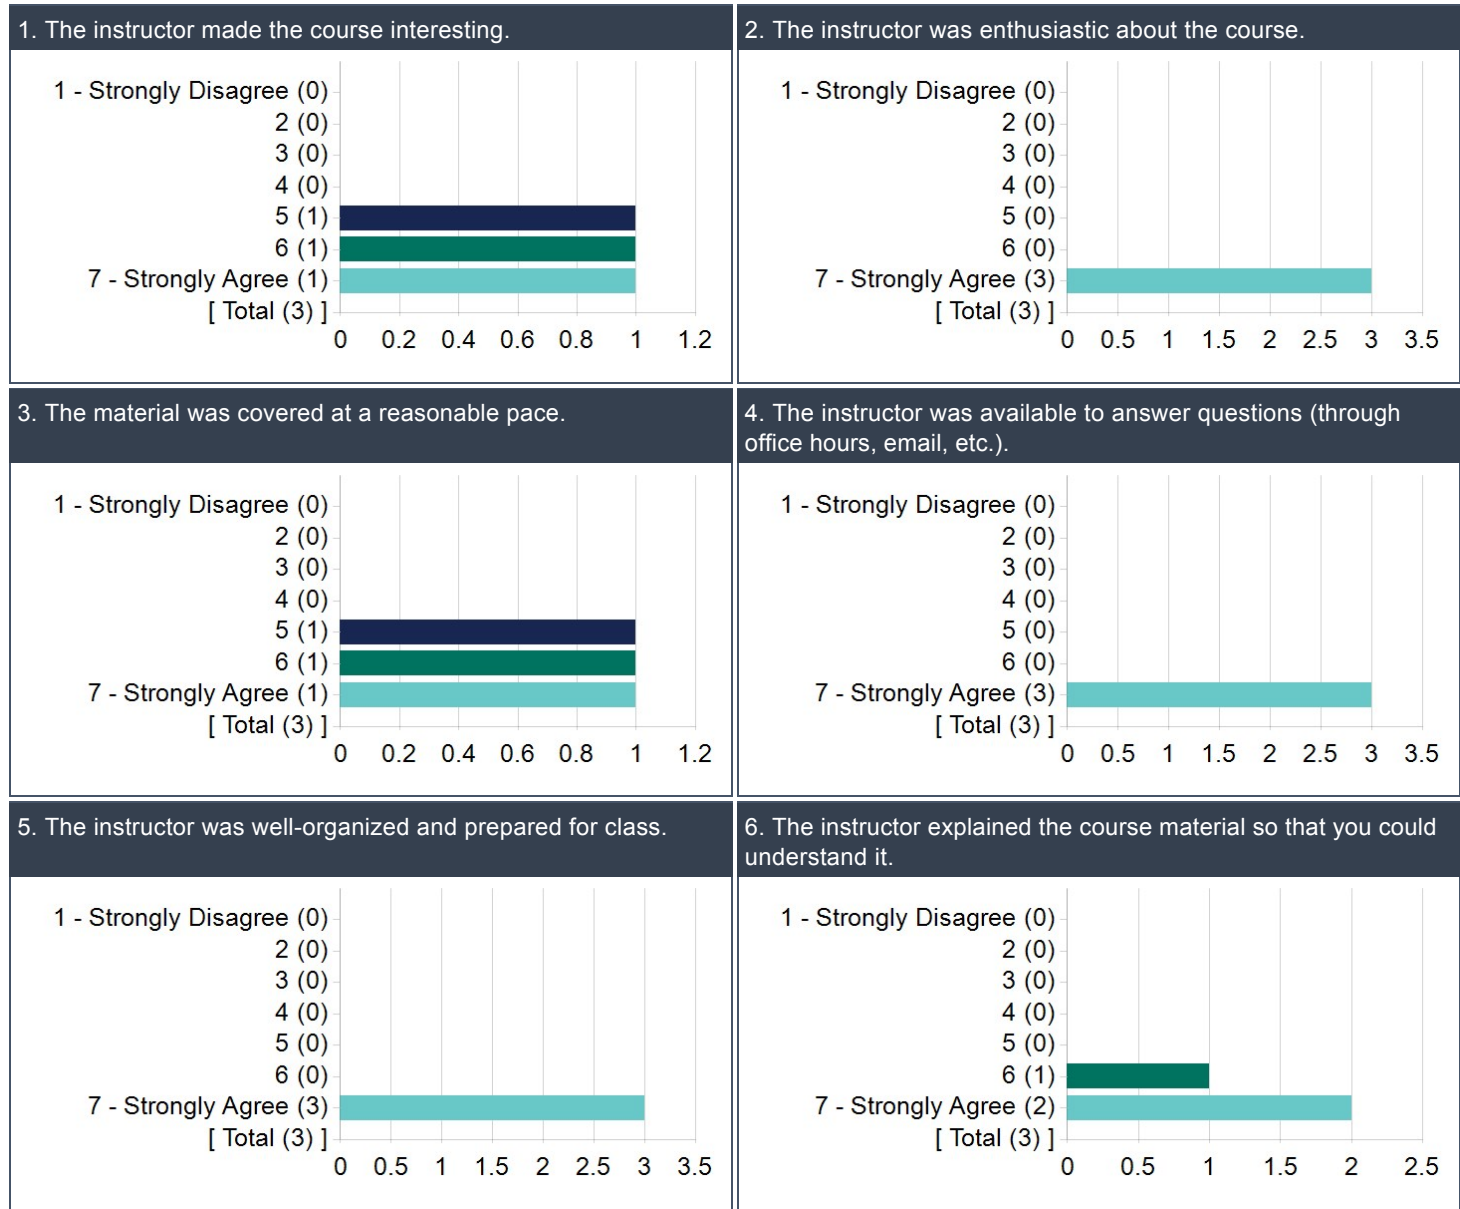 1. The instructor made the course interesting.
1 - Strongly Disagree (0)
2 (0)
3 (0)
4 (0)
5 (1)
6 (1)
7 - Strongly Agree (1)
[ Total (3) ]
0 0.2 0.4 0.6 0.8 1 1.2
2. The instructor was enthusiastic about the course.
1 - Strongly Disagree (0)
2 (0)
3 (0)
4 (0)
5 (0)
6 (0)
7 - Strongly Agree (3)
[ Total (3) ]
0 0.5 1 1.5 2 2.5 3 3.5
3. The material was covered at a reasonable pace.
1 - Strongly Disagree (0)
2 (0)
3 (0)
4 (0)
5 (1)
6 (1)
7 - Strongly Agree (1)
[ Total (3) ]
0 0.2 0.4 0.6 0.8 1 1.2
4. The instructor was available to answer questions (through
office hours, email, etc.).
1 - Strongly Disagree (0)
2 (0)
3 (0)
4 (0)
5 (0)
6 (0)
7 - Strongly Agree (3)
[ Total (3) ]
0 0.5 1 1.5 2 2.5 3 3.5
5. The instructor was well-organized and prepared for class.
1 - Strongly Disagree (0)
2 (0)
3 (0)
4 (0)
5 (0)
6 (0)
7 - Strongly Agree (3)
[ Total (3) ]
0 0.5 1 1.5 2 2.5 3 3.5
6. The instructor explained the course material so that you could
understand it.
1 - Strongly Disagree (0)
2 (0)
3 (0)
4 (0)
5 (0)
6 (1)
7 - Strongly Agree (2)
[ Total (3) ]
0 0.5 1 1.5 2 2.5